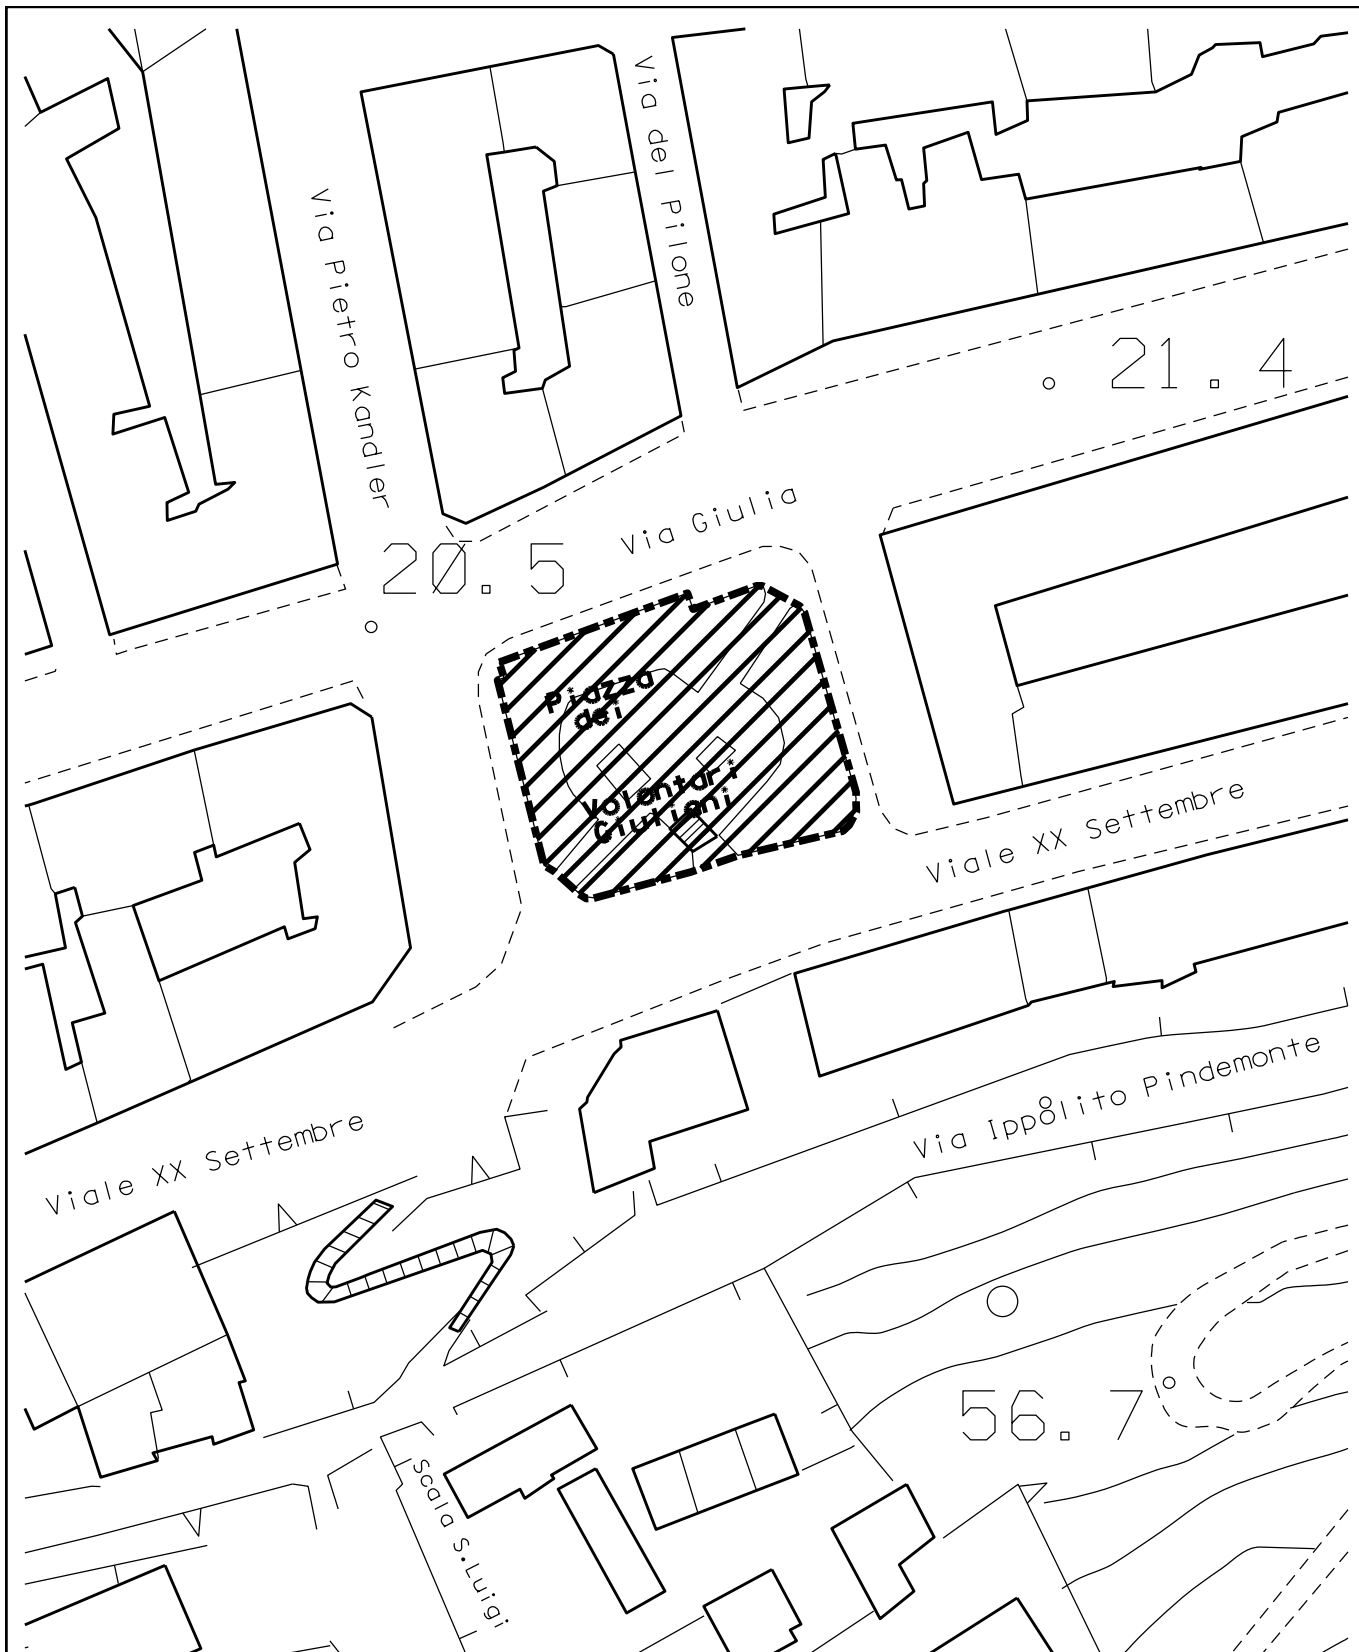 Via del Pilone
Via Pietro Kandler
21.4
Via Giulia
20.5
Piazza
dei
Volontari
Giuliani
Viale XX Settembre
Via Ippolito Pindemonte
Viale XX Settembre
56.7
Scala S.Luigi